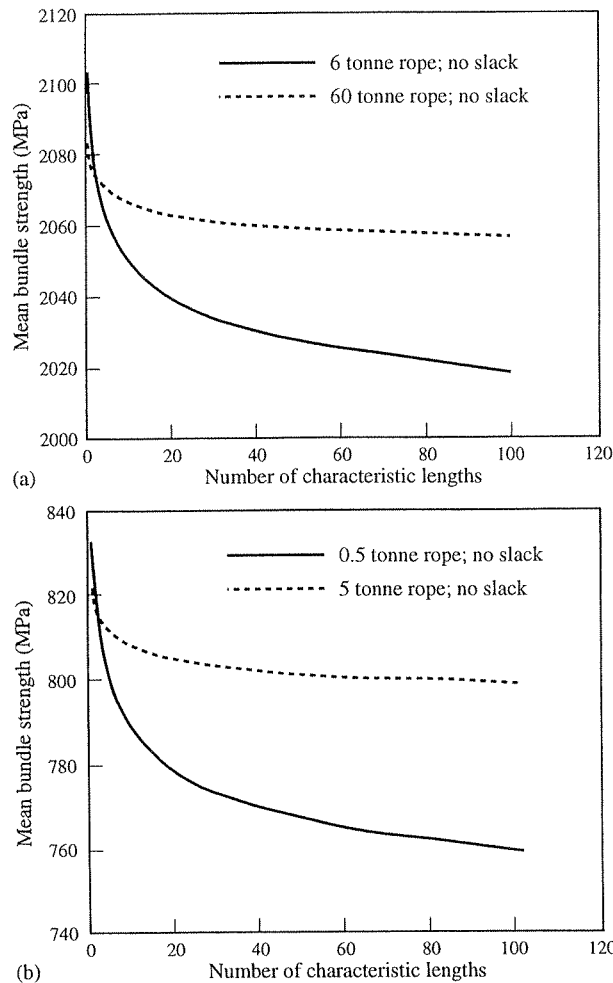 2120
2100
2080
2060
2040
2020
2000
Mean bundle strength (MPa)
6 tonne rope; no slack
60 tonne rope; no slack
0 20 40 60 80 100 120
(a) Number of characteristic lengths
840
820
800
780
760
740
Mean bundle strength (MPa)
0.5 tonne rope; no slack
5 tonne rope; no slack
0 20 40 60 80 100 120
(b) Number of characteristic lengths